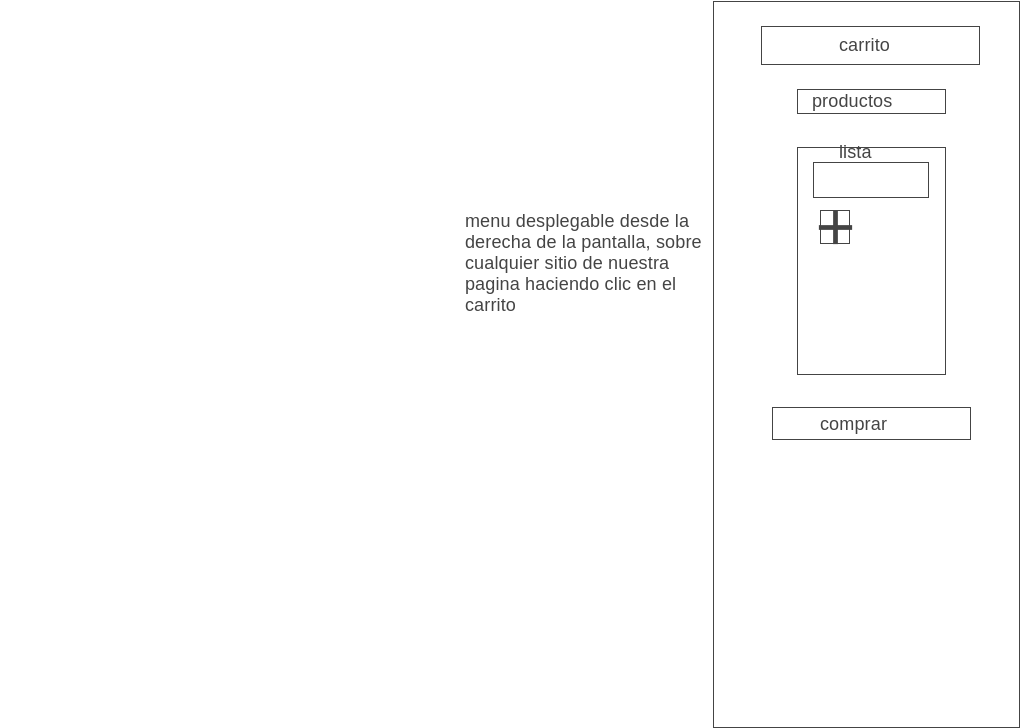 carrito
productos
lista
menu desplegable desde la
derecha de la pantalla, sobre
cualquier sitio de nuestra
pagina haciendo clic en el
carrito
comprar